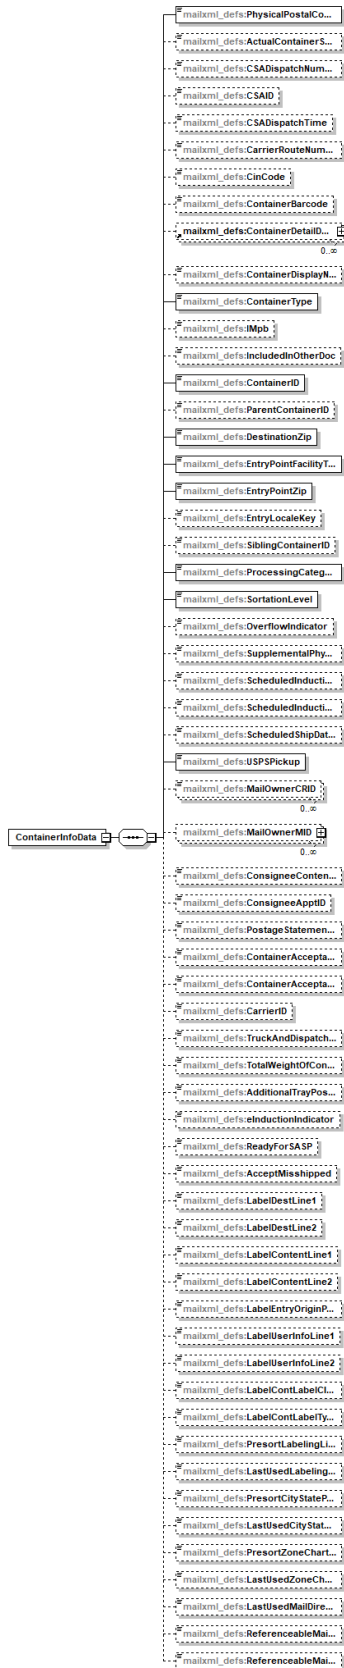 mailxml_defs:PhysicalPostalCo...
mailxml_defs:ActualContainerS...
mailxml_defs:CSADispatchNum...
mailxml_defs:CSAID
mailxml_defs:CSADispatchTime
mailxml_defs:CarrierRouteNum...
mailxml_defs:CinCode
mailxml_defs:ContainerBarcode
mailxml_defs:ContainerDetailD...
0..∞
mailxml_defs:ContainerDisplayN...
mailxml_defs:ContainerType
mailxml_defs:IMpb
mailxml_defs:IncludedInOtherDoc
mailxml_defs:ContainerID
mailxml_defs:ParentContainerID
mailxml_defs:DestinationZip
mailxml_defs:EntryPointFacilityT...
mailxml_defs:EntryPointZip
mailxml_defs:EntryLocaleKey
mailxml_defs:SiblingContainerID
mailxml_defs:ProcessingCateg...
mailxml_defs:SortationLevel
mailxml_defs:OverflowIndicator
mailxml_defs:SupplementalPhy...
mailxml_defs:ScheduledInducti...
mailxml_defs:ScheduledInducti...
mailxml_defs:ScheduledShipDat...
mailxml_defs:USPSPickup
mailxml_defs:MailOwnerCRID
0..∞
ContainerInfoData
mailxml_defs:MailOwnerMID
0..∞
mailxml_defs:ConsigneeConten...
mailxml_defs:ConsigneeApptID
mailxml_defs:PostageStatemen...
mailxml_defs:ContainerAccepta...
mailxml_defs:ContainerAccepta...
mailxml_defs:CarrierID
mailxml_defs:TruckAndDispatch...
mailxml_defs:TotalWeightOfCon...
mailxml_defs:AdditionalTrayPos...
mailxml_defs:eInductionIndicator
mailxml_defs:ReadyForSASP
mailxml_defs:AcceptMisshipped
mailxml_defs:LabelDestLine1
mailxml_defs:LabelDestLine2
mailxml_defs:LabelContentLine1
mailxml_defs:LabelContentLine2
mailxml_defs:LabelEntryOriginP...
mailxml_defs:LabelUserInfoLine1
mailxml_defs:LabelUserInfoLine2
mailxml_defs:LabelContLabelCl...
mailxml_defs:LabelContLabelTy...
mailxml_defs:PresortLabelingLi...
mailxml_defs:LastUsedLabeling...
mailxml_defs:PresortCityStateP...
mailxml_defs:LastUsedCityStat...
mailxml_defs:PresortZoneChart...
mailxml_defs:LastUsedZoneCh...
mailxml_defs:LastUsedMailDire...
mailxml_defs:ReferenceableMai...
mailxml_defs:ReferenceableMai...